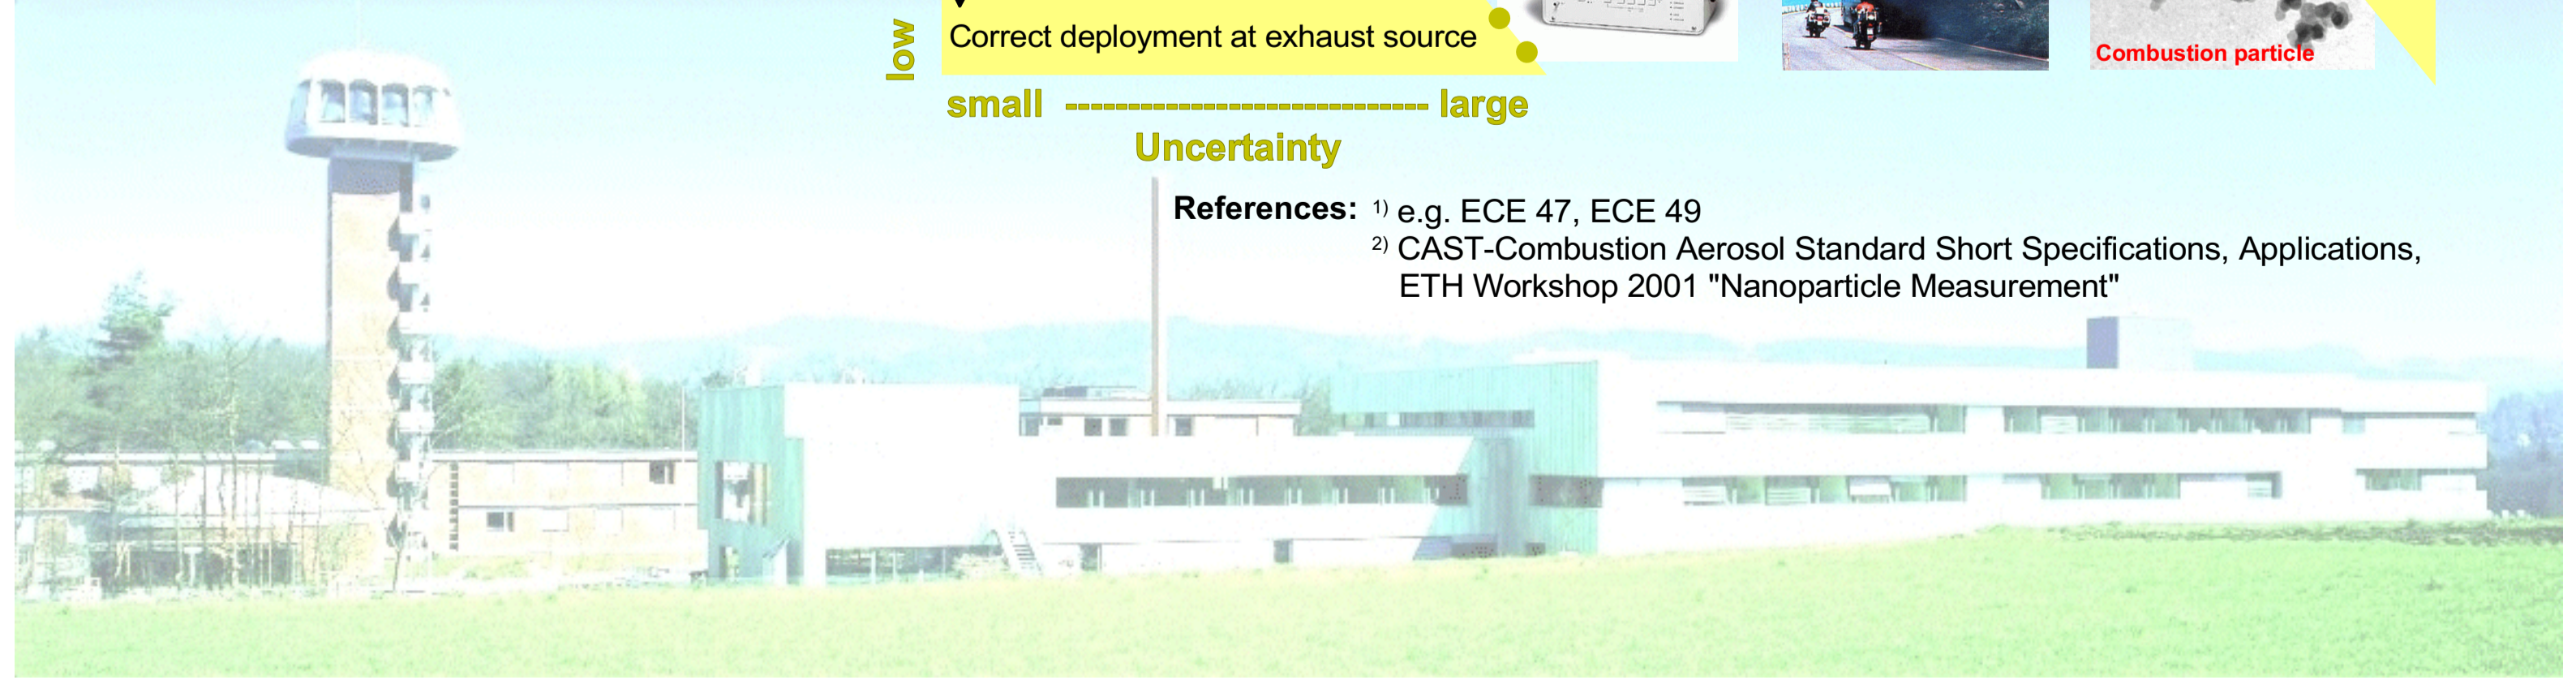 Correct deployment at exhaust source
low
Combustion particle
small ----------------------------- large
Uncertainty
References: 1) e.g. ECE 47, ECE 49
2) CAST-Combustion Aerosol Standard Short Specifications, Applications,
ETH Workshop 2001 "Nanoparticle Measurement"